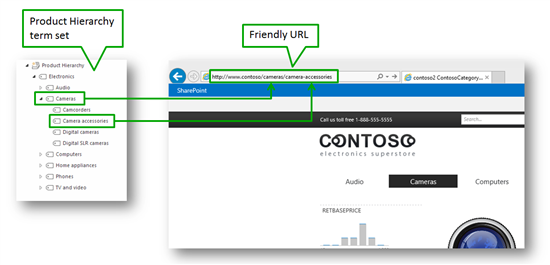 Product Hierarchy
term set
Friendly URL
Product Hierarchy
Electronics
Audio
Cameras
Camcorders
Camera accessories
Digital cameras
Digital SLR cameras
Computers
Home appliances
Phones
TV and video
http://www.contoso/cameras/camera-accessories
contoso2 ContosoCategory...
SharePoint
Call us toll free 1-888-555-5555
Search...
CONTOSO
electronics superstore
Audio Cameras Computers
RETBASEPRICE